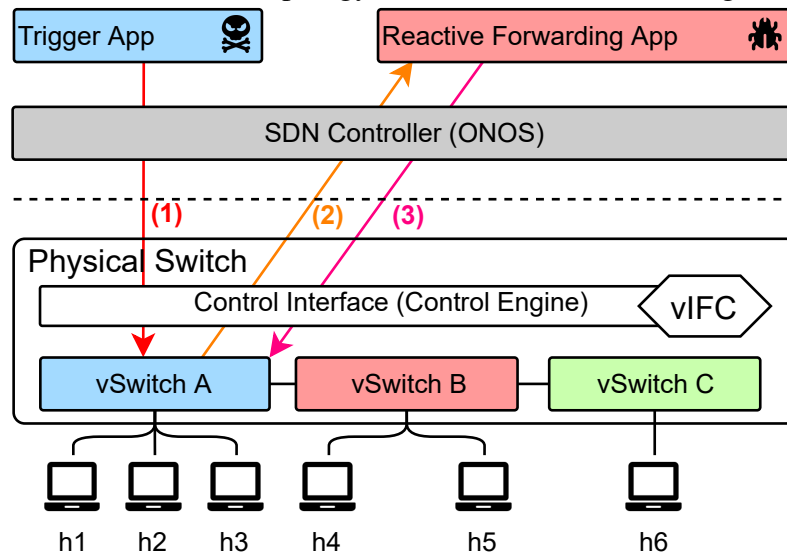 Trigger App
Reactive Forwarding App
SDN Controller (ONOS)
(1)
(2)
(3)
Physical Switch
Control Interface (Control Engine)
vIFC
vSwitch A
vSwitch B
vSwitch C
h1
h2
h3
h4
h5
h6